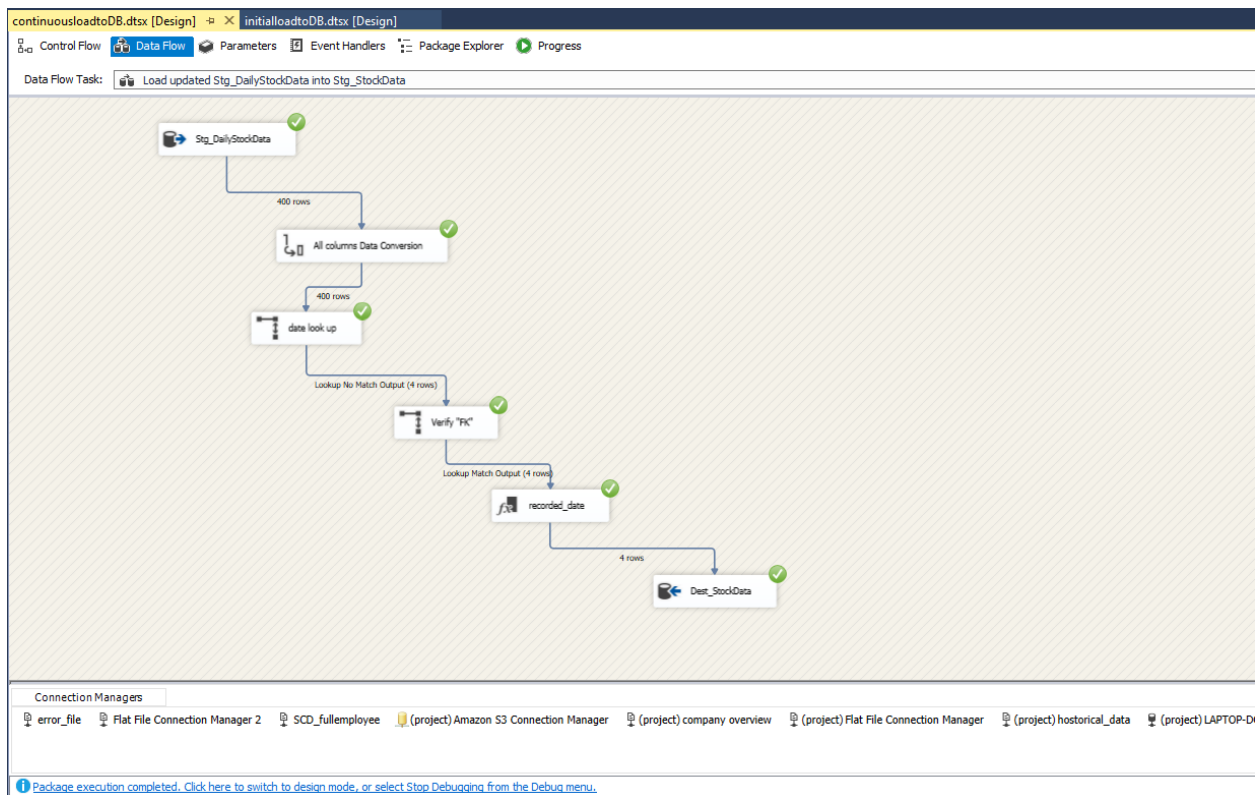 continuousloadtoDB.dtsx [Design] initialloadtoDB.dtsx [Design]
Control Flow Data Flow Parameters Event Handlers Package Explorer Progress
Data Flow Task: Load updated Stg_DailyStockData into Stg_StockData
Stg_DailyStockData
400 rows
All columns Data Conversion
400 rows
date look up
Lookup No Match Output (4 rows)
Verify "FK"
Lookup Match Output (4 rows)
recorded_date
4 rows
Dest_StockData
Connection Managers
error_file Flat File Connection Manager 2 SCD_fullemployee (project) Amazon S3 Connection Manager (project) company overview (project) Flat File Connection Manager (project) hostorical_data (project) LAPTOP-D
Package execution completed. Click here to switch to design mode, or select Stop Debugging from the Debug menu.